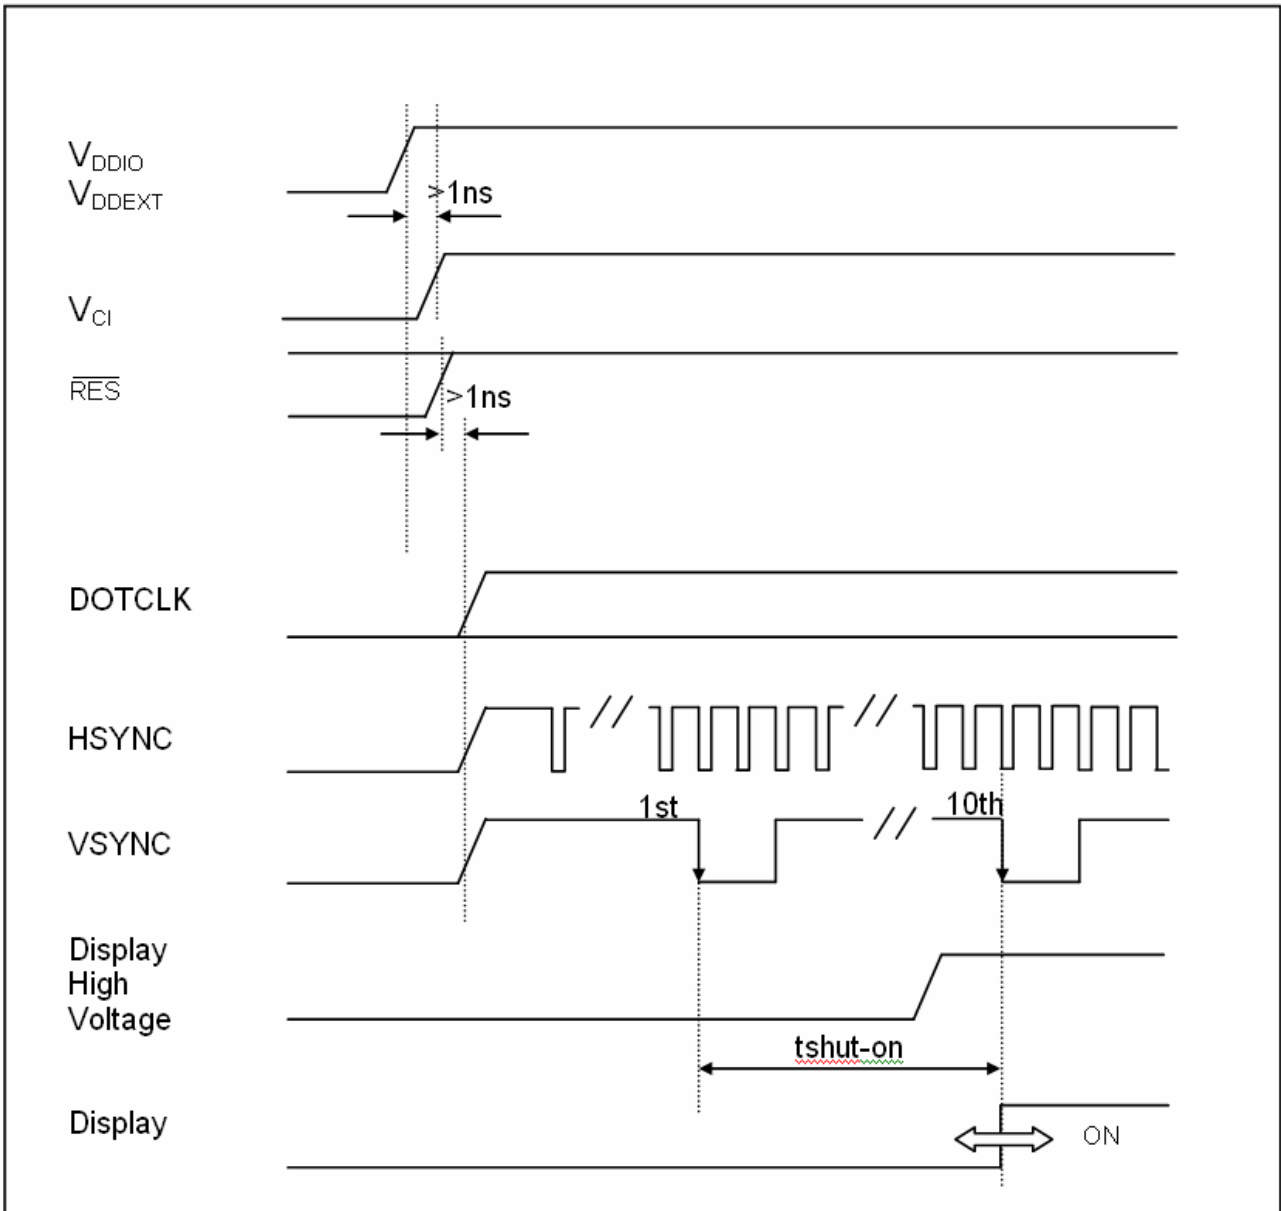 VDDIO
VDDEXT
>1ns
VCI
RES
>1ns
DOTCLK
HSYNC
1st
10th
VSYNC
Display
High
Voltage
tshut-on
Display
ON